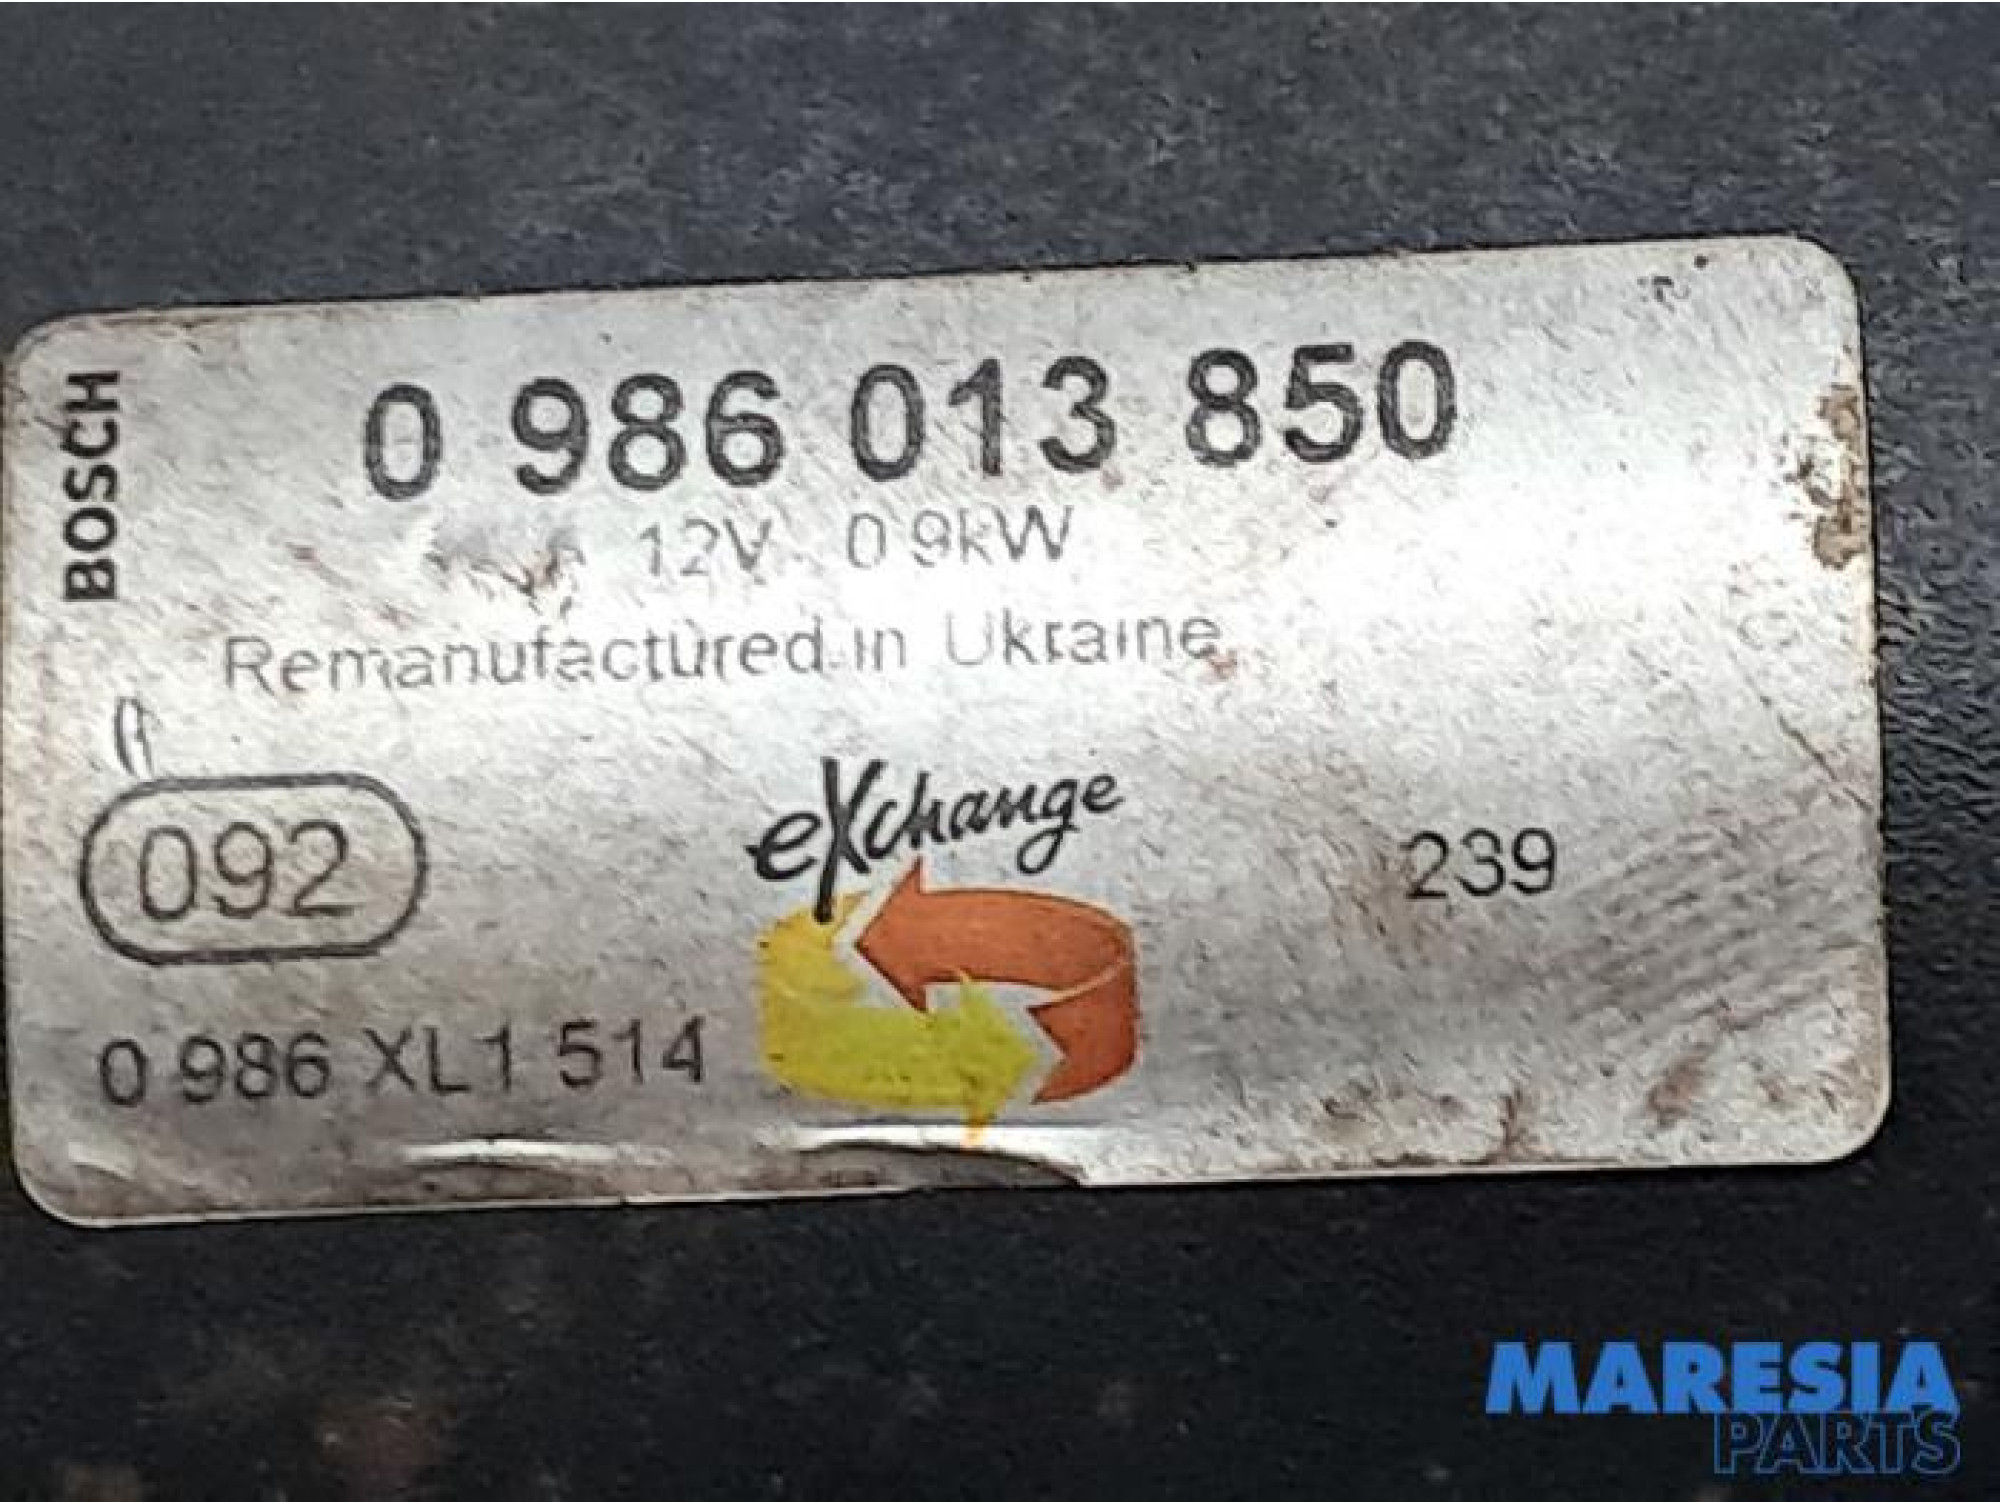 BOSCH
0 986 013 850
12V 0.9kW
Remanufactured in Ukraine
092
eXchange
239
0 986 XL1 514
MARESIA
PARTS